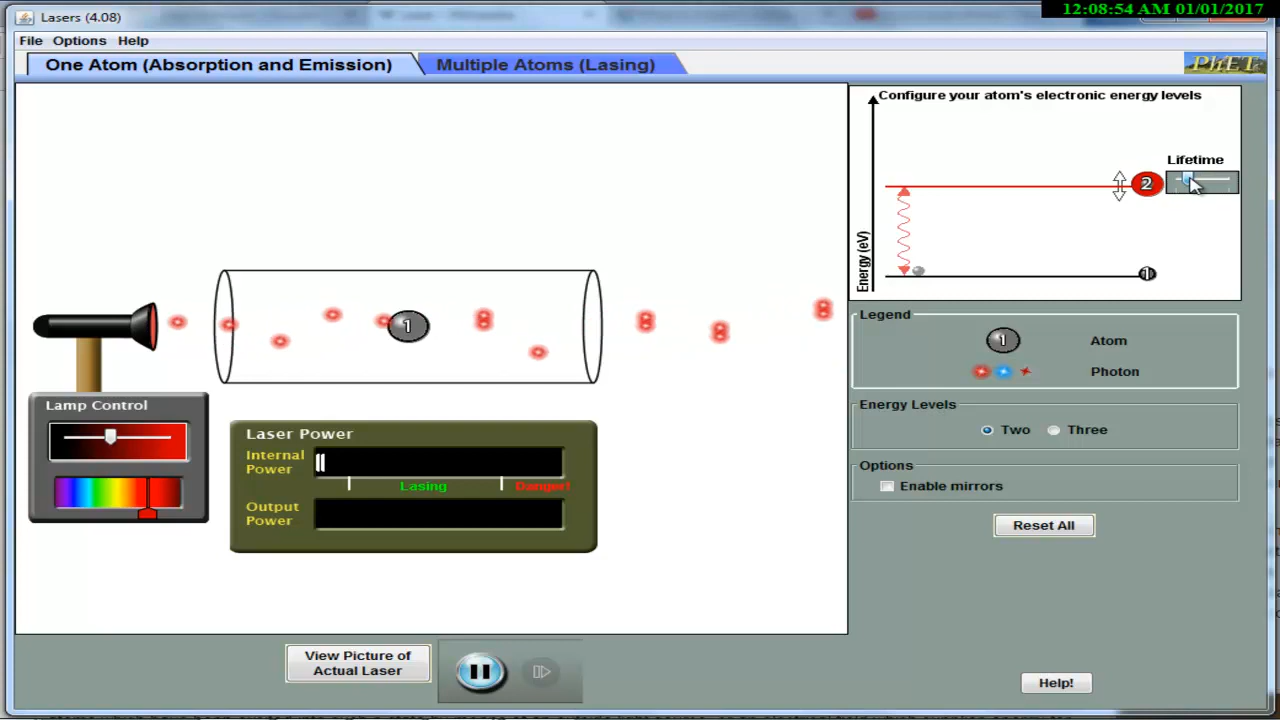 12:08:54 AM 01/01/2017
Lasers (4.08)
File Options Help
One Atom (Absorption and Emission)
Multiple Atoms (Lasing)
PhET
Configure your atom's electronic energy levels
Lifetime
2
Energy (eV)
1
1
Legend
1 Atom
Photon
Energy Levels
Two Three
Options
Enable mirrors
Reset All
Lamp Control
Laser Power
Internal
Power
Lasing Danger!
Output
Power
View Picture of
Actual Laser
Help!